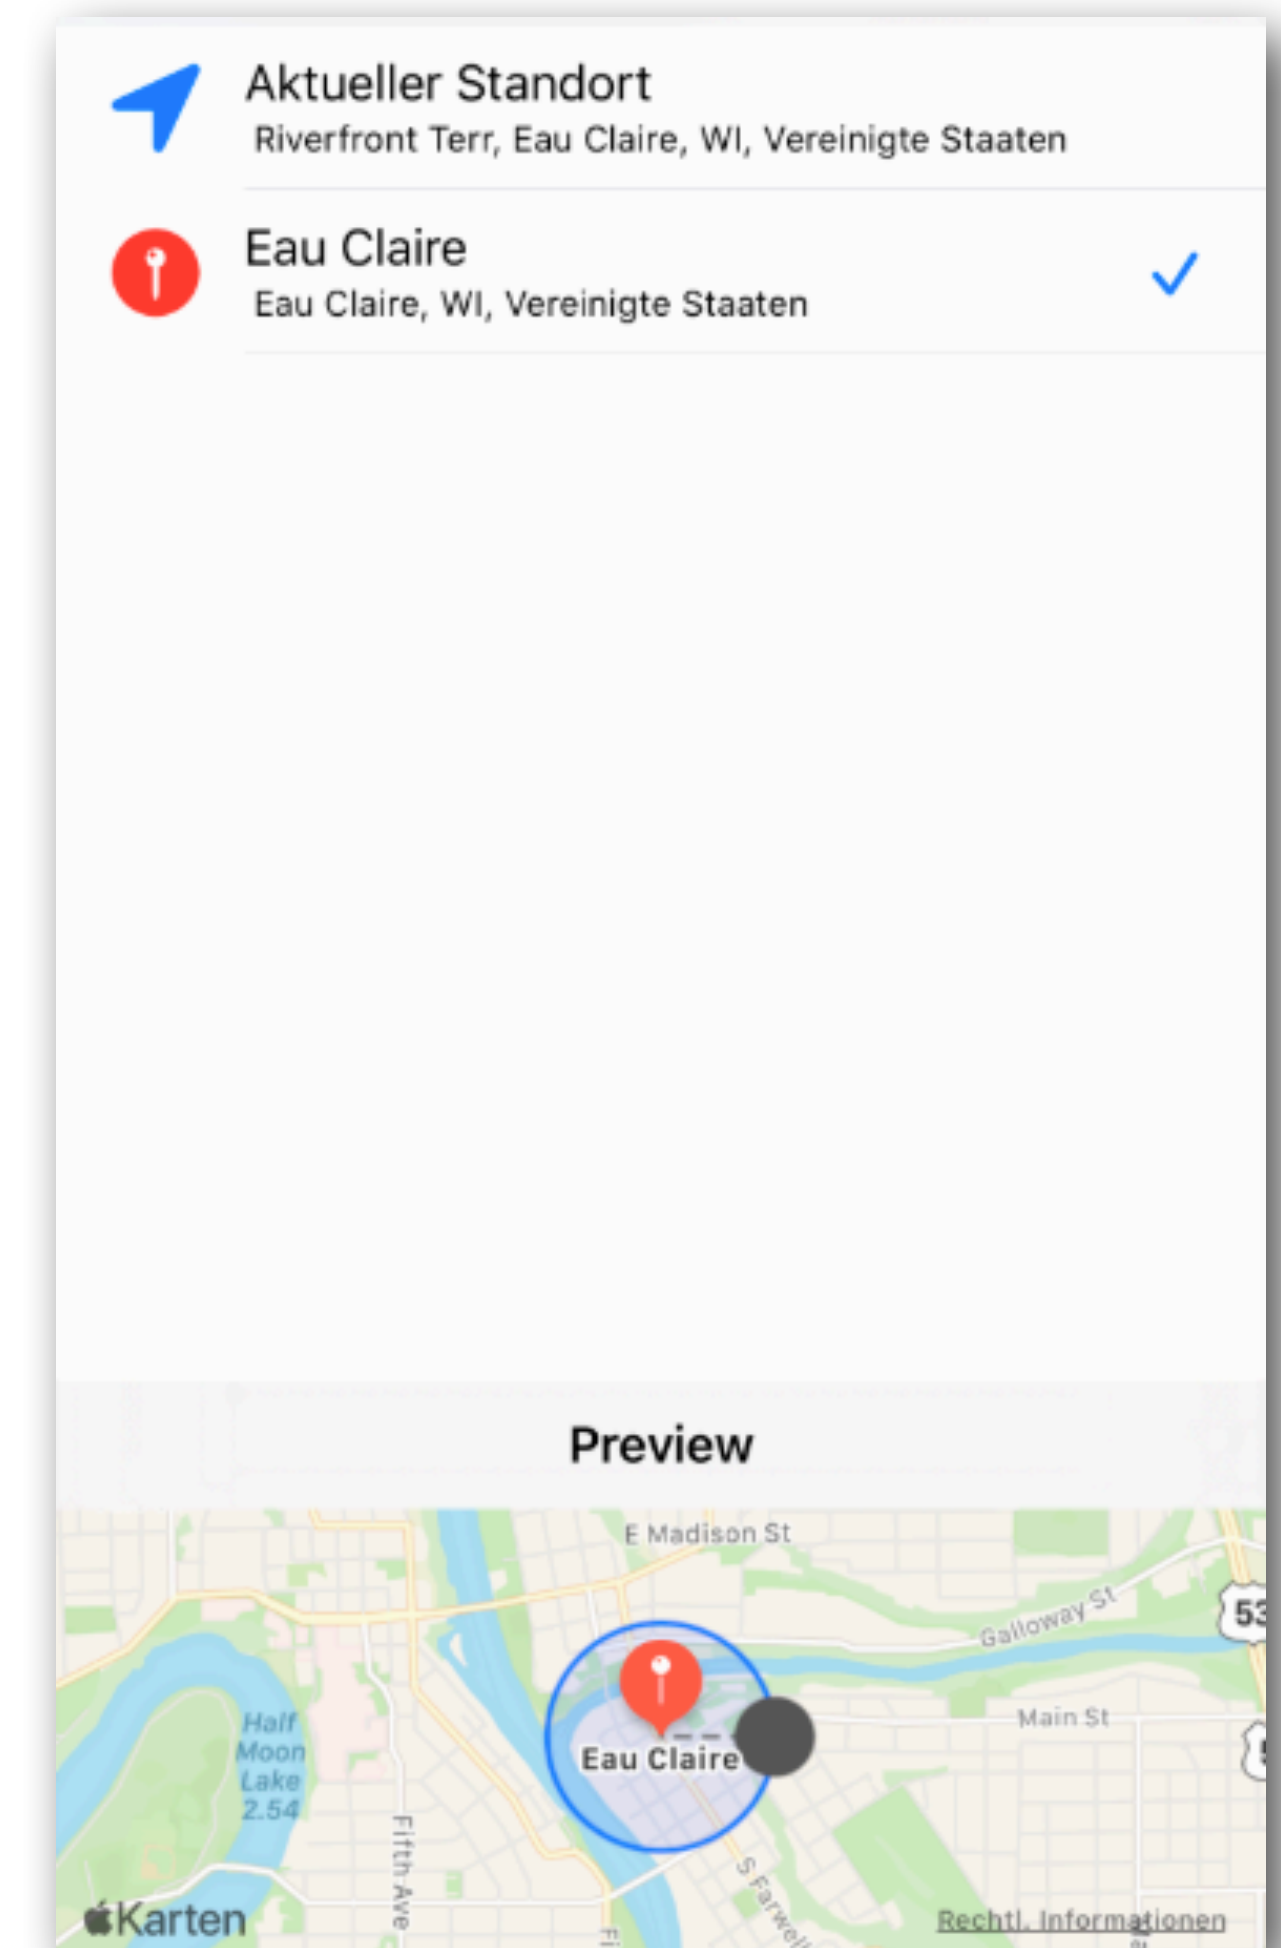 Aktueller Standort
Riverfront Terr, Eau Claire, WI, Vereinigte Staaten
Eau Claire
Eau Claire, WI, Vereinigte Staaten
Preview
E Madison St
Galloway St
53
Main St
Half
Moon
Lake
2.54
Eau Claire
Fifth Ave
S Farwell
Karten
Rechtl. Informationen